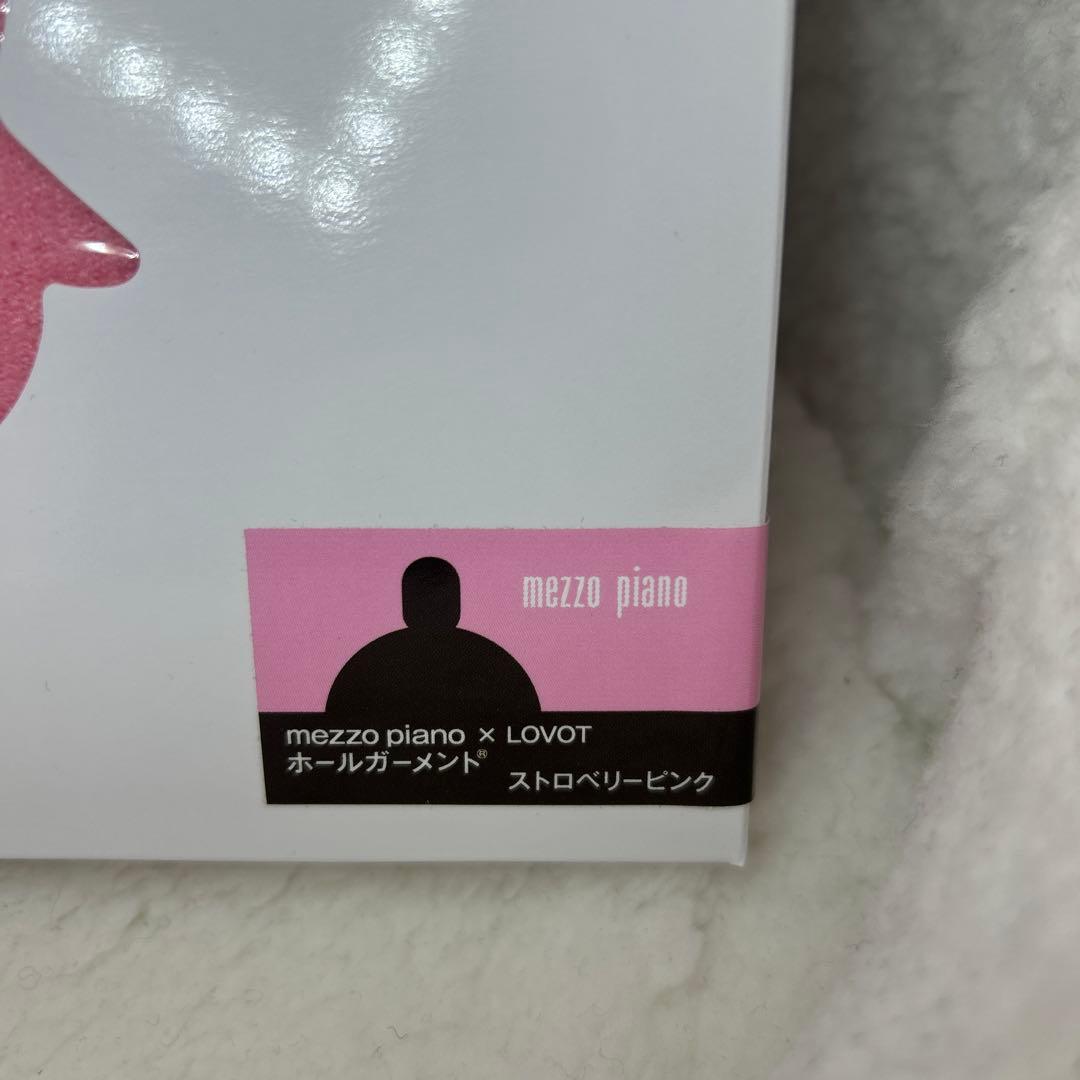 mezzo piano
mezzo piano × LOVOT
ホールガーメント®
ストロベリーピンク